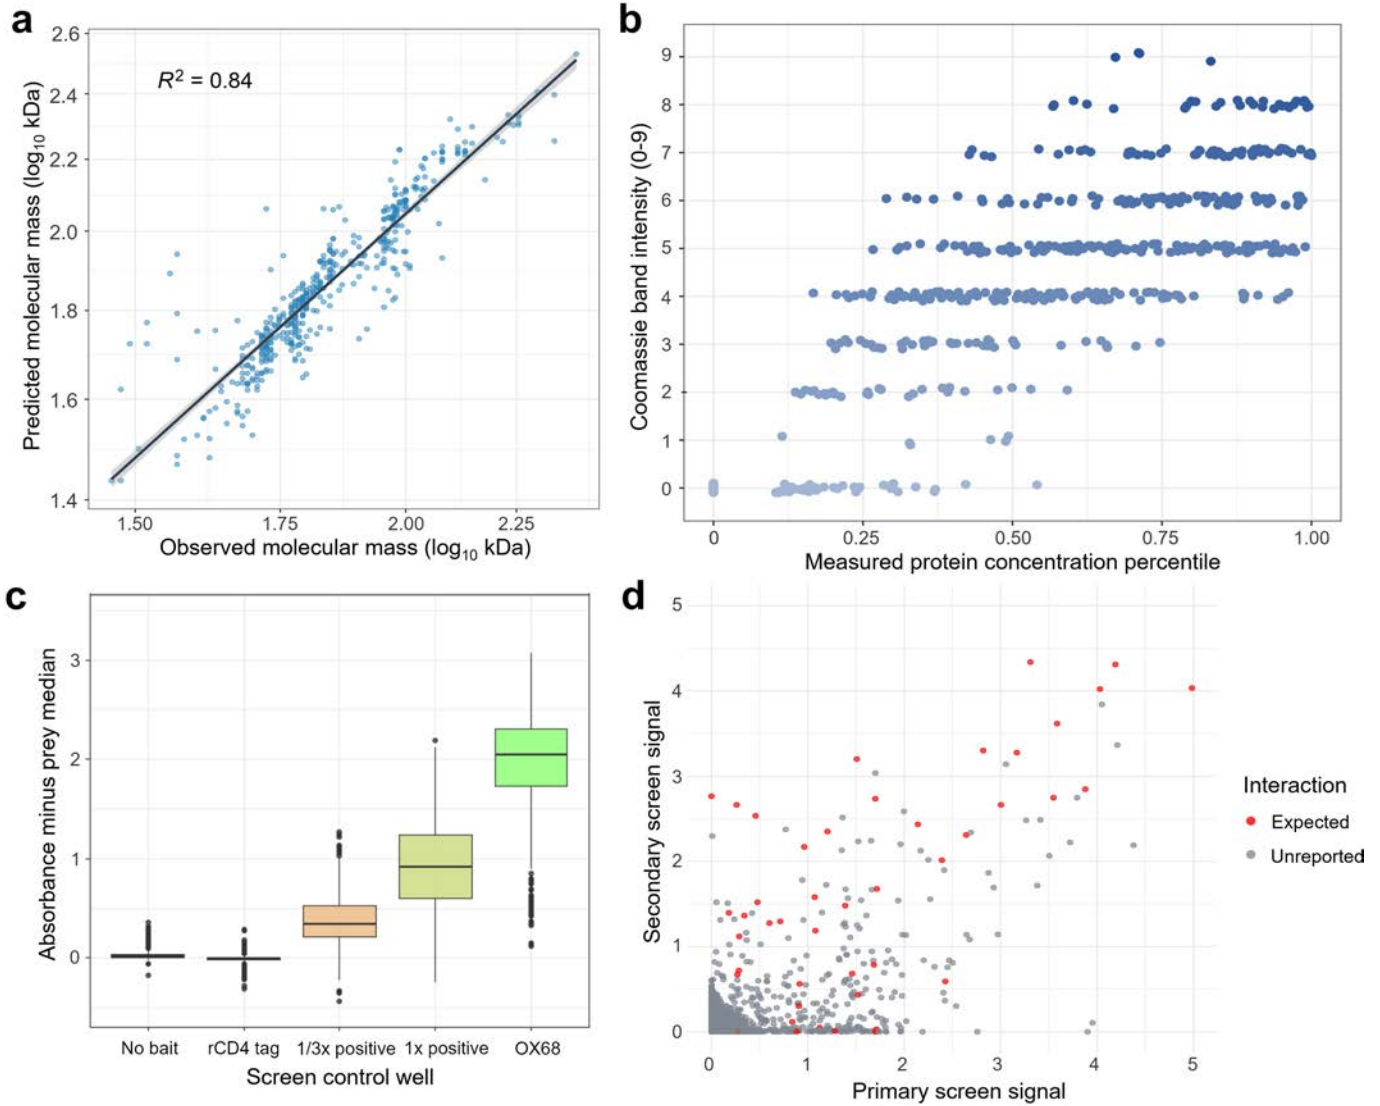 a
2.6
2.4
2.2
2.0
1.8
1.6
1.4
Predicted molecular mass (log10 kDa)
R2 = 0.84
1.50
1.75
2.00
2.25
Observed molecular mass (log10 kDa)
b
9
8
7
6
5
4
3
2
1
0
Coomassie band intensity (0-9)
0
0.25
0.50
0.75
1.00
Measured protein concentration percentile
c
3
2
1
0
Absorbance minus prey median
No bait
rCD4 tag
1/3x positive
1x positive
OX68
Screen control well
d
5
4
3
2
1
0
Secondary screen signal
0
1
2
3
4
5
Primary screen signal
Interaction
Expected
Unreported